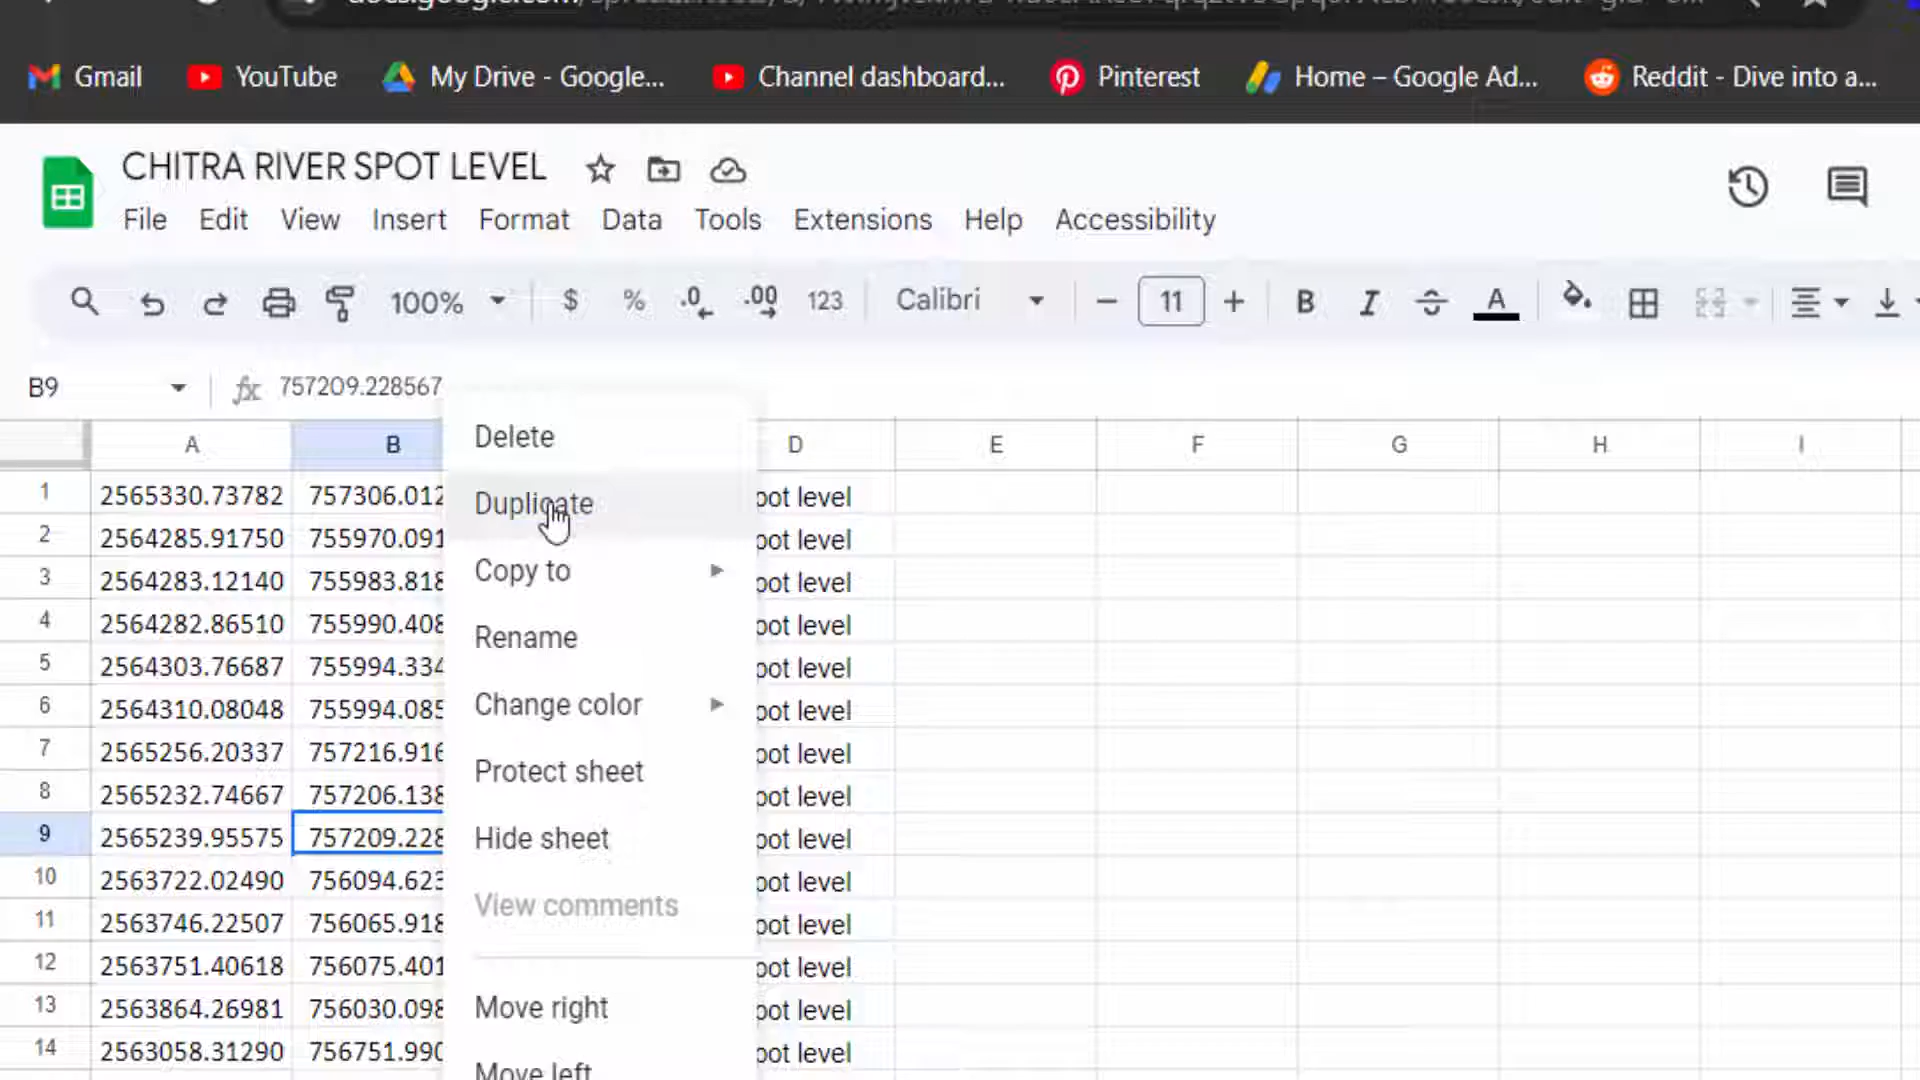 Gmail YouTube My Drive - Google... Channel dashboard... Pinterest Home – Google Ad... Reddit - Dive into a...
CHITRA RIVER SPOT LEVEL
File Edit View Insert Format Data Tools Extensions Help Accessibility
100% $ % .0 .00 123 Calibri 11 B I A
B9 fx 757209.228567
A B D E F G H I
1 2565330.73782 757306.012 pot level
2 2564285.91750 755970.091 pot level
3 2564283.12140 755983.818 pot level
4 2564282.86510 755990.408 pot level
5 2564303.76687 755994.334 pot level
6 2564310.08048 755994.085 pot level
7 2565256.20337 757216.916 pot level
8 2565232.74667 757206.138 pot level
9 2565239.95575 757209.228 pot level
10 2563722.02490 756094.623 pot level
11 2563746.22507 756065.918 pot level
12 2563751.40618 756075.401 pot level
13 2563864.26981 756030.098 pot level
14 2563058.31290 756751.990 pot level
Delete
Duplicate
Copy to
Rename
Change color
Protect sheet
Hide sheet
View comments
Move right
Move left